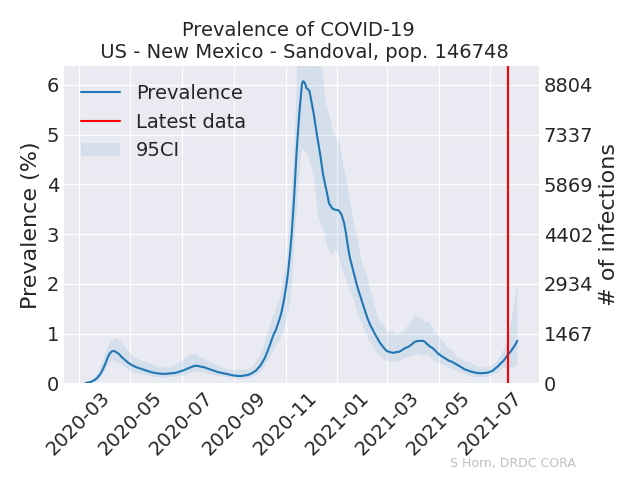 Prevalence of COVID-19
US - New Mexico - Sandoval, pop. 146748
Prevalence
Latest data
95CI
Prevalence (%)
6
5
4
3
2
1
0
8804
7337
5869
4402
2934
1467
0
# of infections
2020-03
2020-05
2020-07
2020-09
2020-11
2021-01
2021-03
2021-05
2021-07
S Horn, DRDC CORA